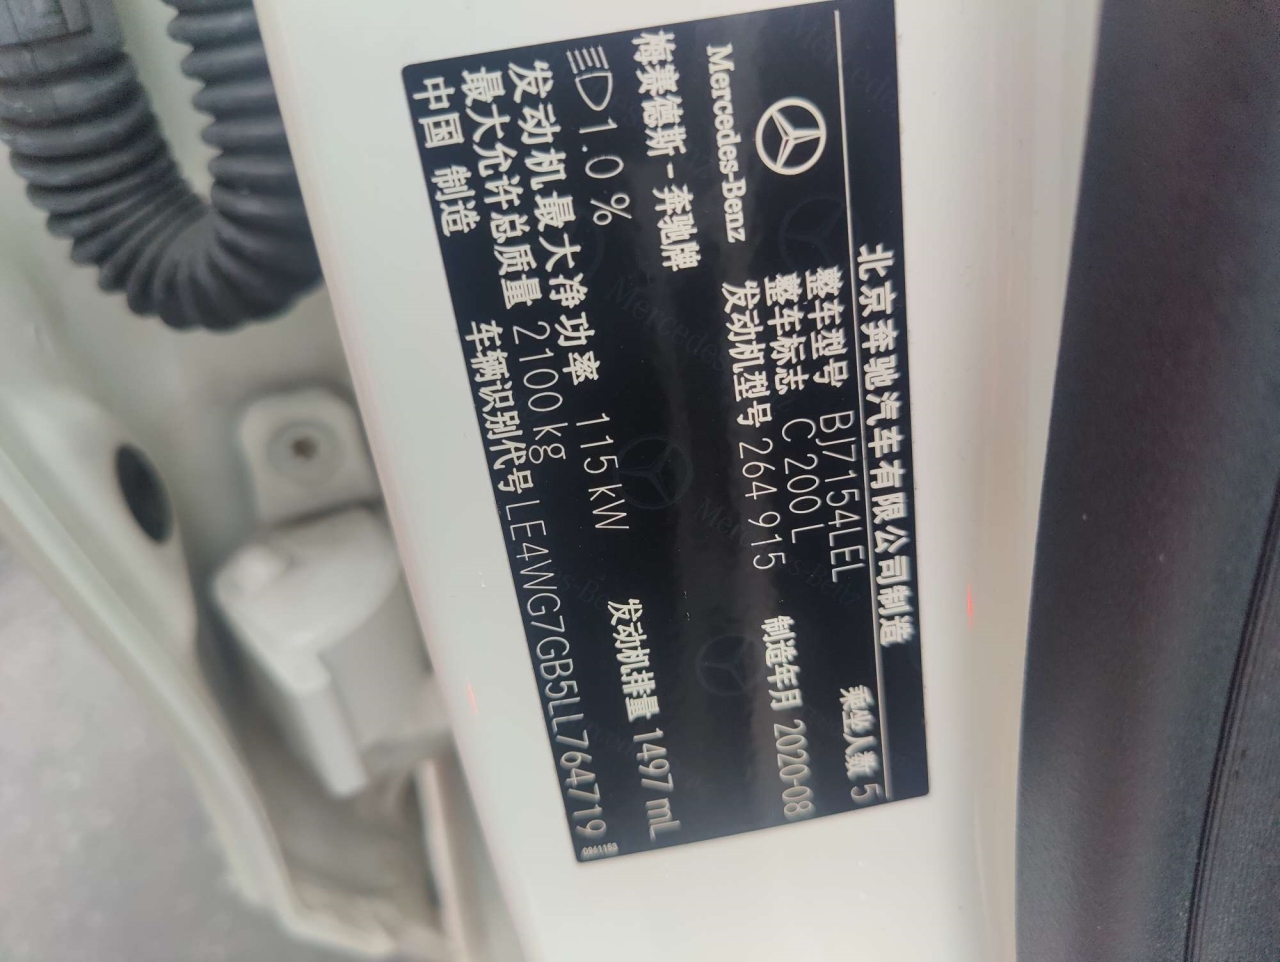 北京奔驰汽车有限公司制造
Mercedes-Benz
梅赛德斯-奔驰牌
整车型号 BJ7154LEL
乘坐人数 5
整车标志 C 200 L
发动机型号 264 915
制造年月 2020-08
1.0 %
发动机最大净功率 115 kW
发动机排量 1497 mL
最大允许总质量 2100 kg
中国 制造
车辆识别代号 LE4WG7GB5LL764719